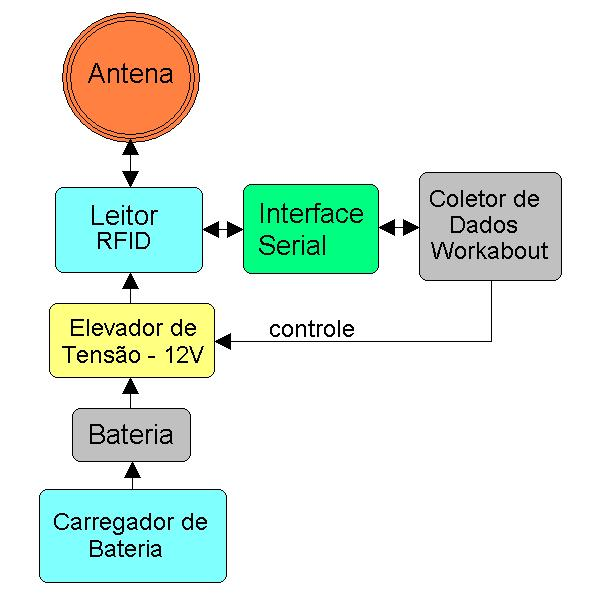 Antena
Leitor
RFID
Interface
Serial
Coletor de
Dados
Workabout
Elevador de
Tensão - 12V
controle
Bateria
Carregador de
Bateria